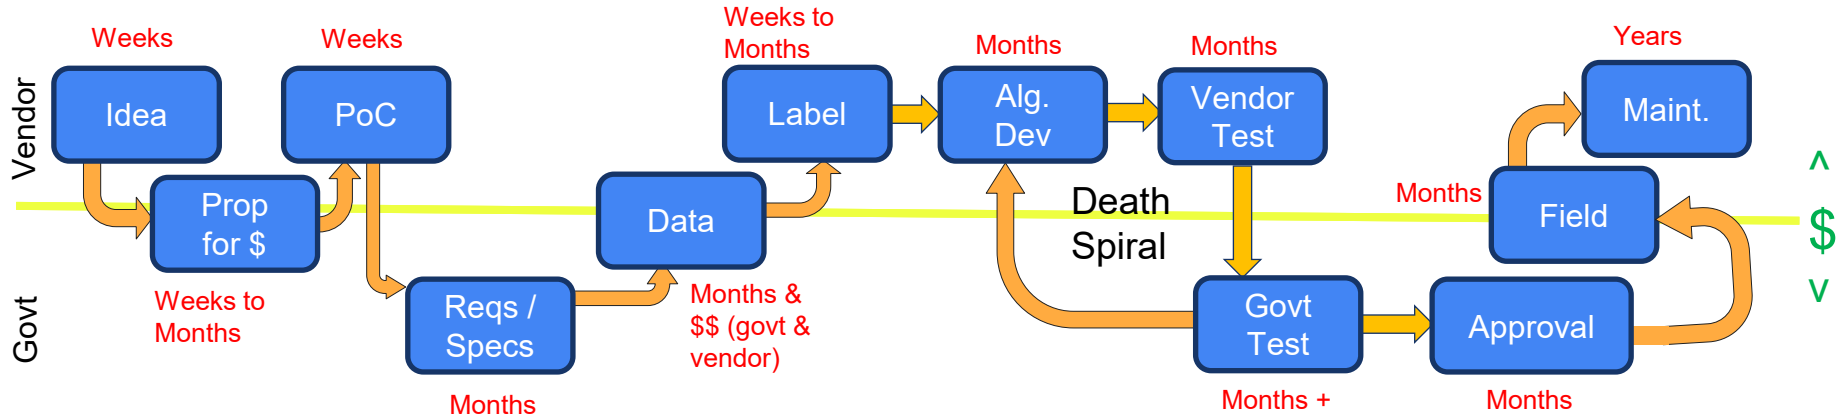 Vendor
Govt
Weeks
Idea
Prop
for $
Weeks to
Months
Weeks
PoC
Reqs /
Specs
Months
Data
Months &
$$ (govt &
vendor)
Weeks to
Months
Label
Months
Alg.
Dev
Months
Vendor
Test
Death
Spiral
Govt
Test
Months +
Approval
Months
Months
Field
Years
Maint.
^
$
v